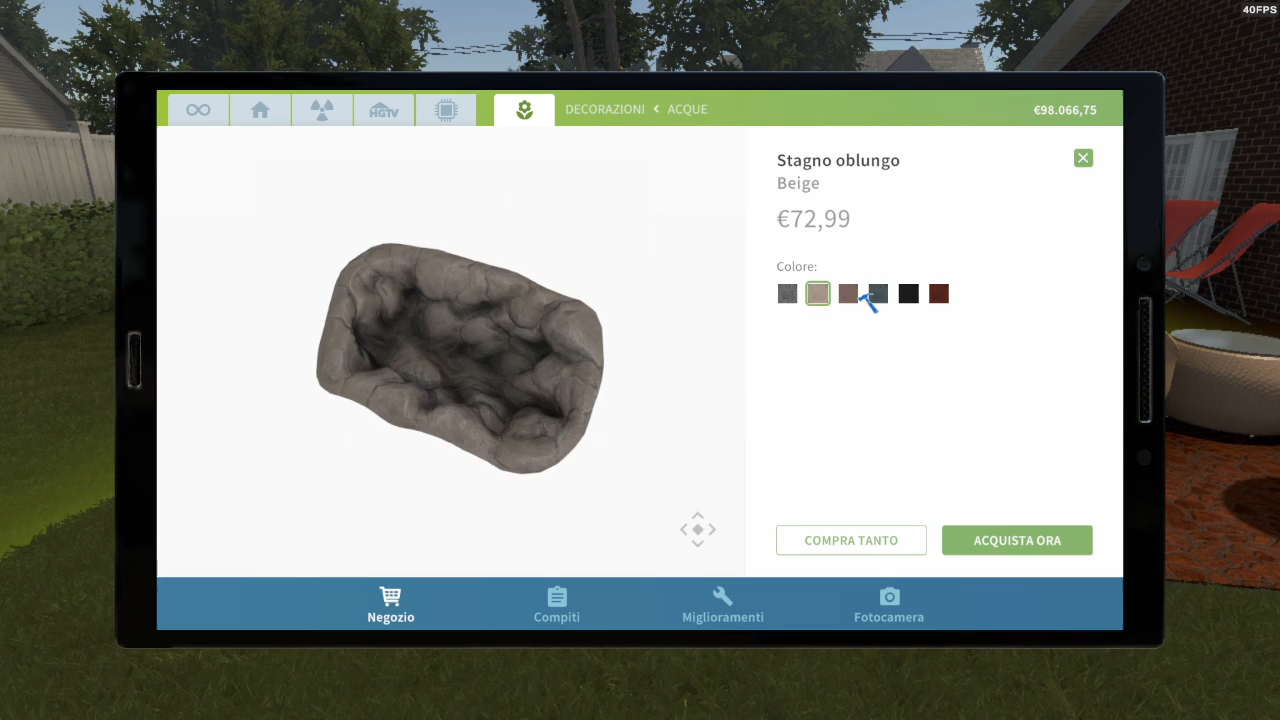 40FPS
HGTV
DECORAZIONI < ACQUE
€98.066,75
Stagno oblungo
Beige
€72,99
Colore:
COMPRA TANTO
ACQUISTA ORA
Negozio
Compiti
Miglioramenti
Fotocamera